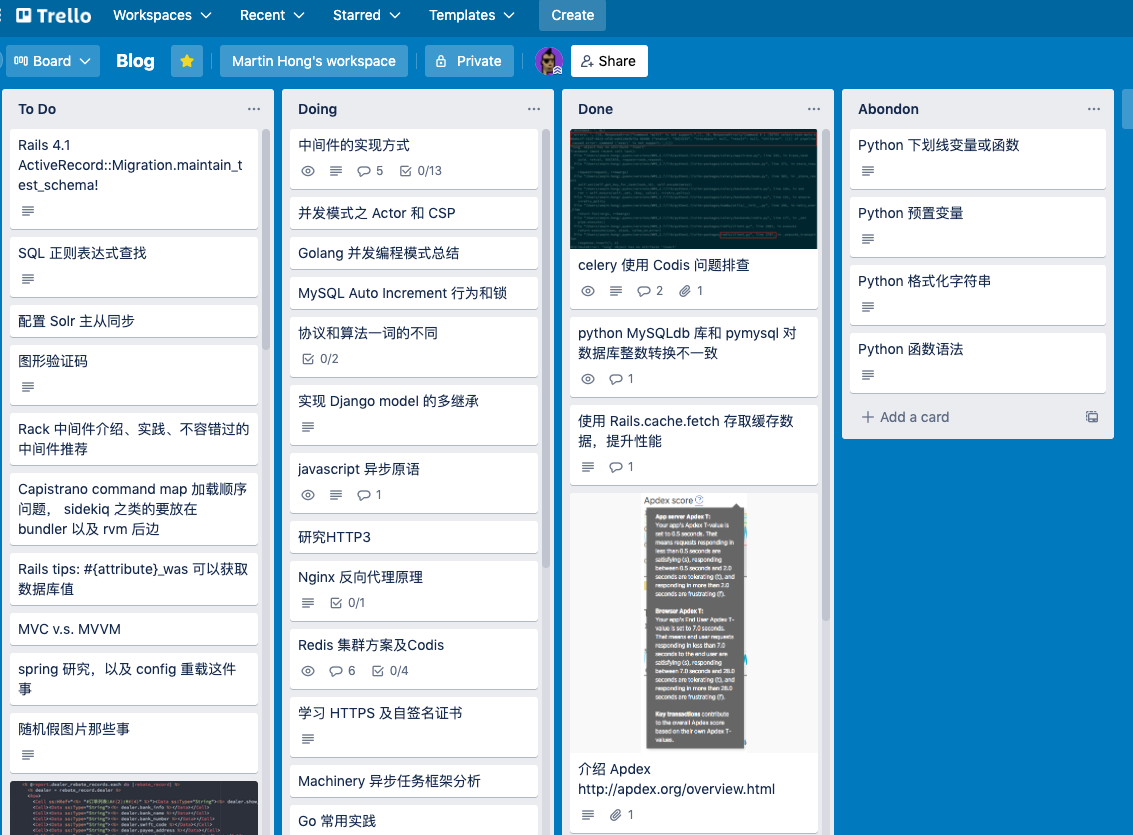 Trello
Workspaces
Recent
Starred
Templates
Create
Board
Blog
Martin Hong's workspace
Private
Share
To Do
Rails 4.1
ActiveRecord::Migration.maintain_t
est_schema!
SQL 正则表达式查找
配置 Solr 主从同步
图形验证码
Rack 中间件介绍、实践、不容错过的
中间件推荐
Capistrano command map 加载顺序
问题， sidekiq 之类的要放在
bundler 以及 rvm 后边
Rails tips: #{attribute}_was 可以获取
数据库值
MVC v.s. MVVM
spring 研究，以及 config 重载这件
事
随机假图片那些事
Doing
中间件的实现方式
5
0/13
并发模式之 Actor 和 CSP
Golang 并发编程模式总结
MySQL Auto Increment 行为和锁
协议和算法一词的不同
0/2
实现 Django model 的多继承
javascript 异步原语
1
研究HTTP3
Nginx 反向代理原理
0/1
Redis 集群方案及Codis
6
0/4
学习 HTTPS 及自签名证书
Machinery 异步任务框架分析
Go 常用实践
Done
celery 使用 Codis 问题排查
2
1
python MySQLdb 库和 pymysql 对
数据库整数转换不一致
1
使用 Rails.cache.fetch 存取缓存数
据，提升性能
1
Apdex score
App server Apdex T:
Your app's Apdex T-value is
set to 0.5 seconds. That
means requests responding in
less than 0.5 seconds are
satisfying (s), responding
between 0.5 seconds and 2.0
seconds are tolerating (t), and
responding in more than 2.0
seconds are frustrating (f).
Browser Apdex T:
Your app's End User Apdex T-
value is set to 7.0 seconds.
That means end user requests
responding in less than 7.0
seconds to the end user are
satisfying (s), responding
between 7.0 seconds and 28.0
seconds are tolerating (t), and
responding in more than 28.0
seconds are frustrating (f).
Key transactions contribute
to the overall Apdex score
based on their own Apdex T-
values.
介绍 Apdex
http://apdex.org/overview.html
1
Abondon
Python 下划线变量或函数
Python 预置变量
Python 格式化字符串
Python 函数语法
Add a card